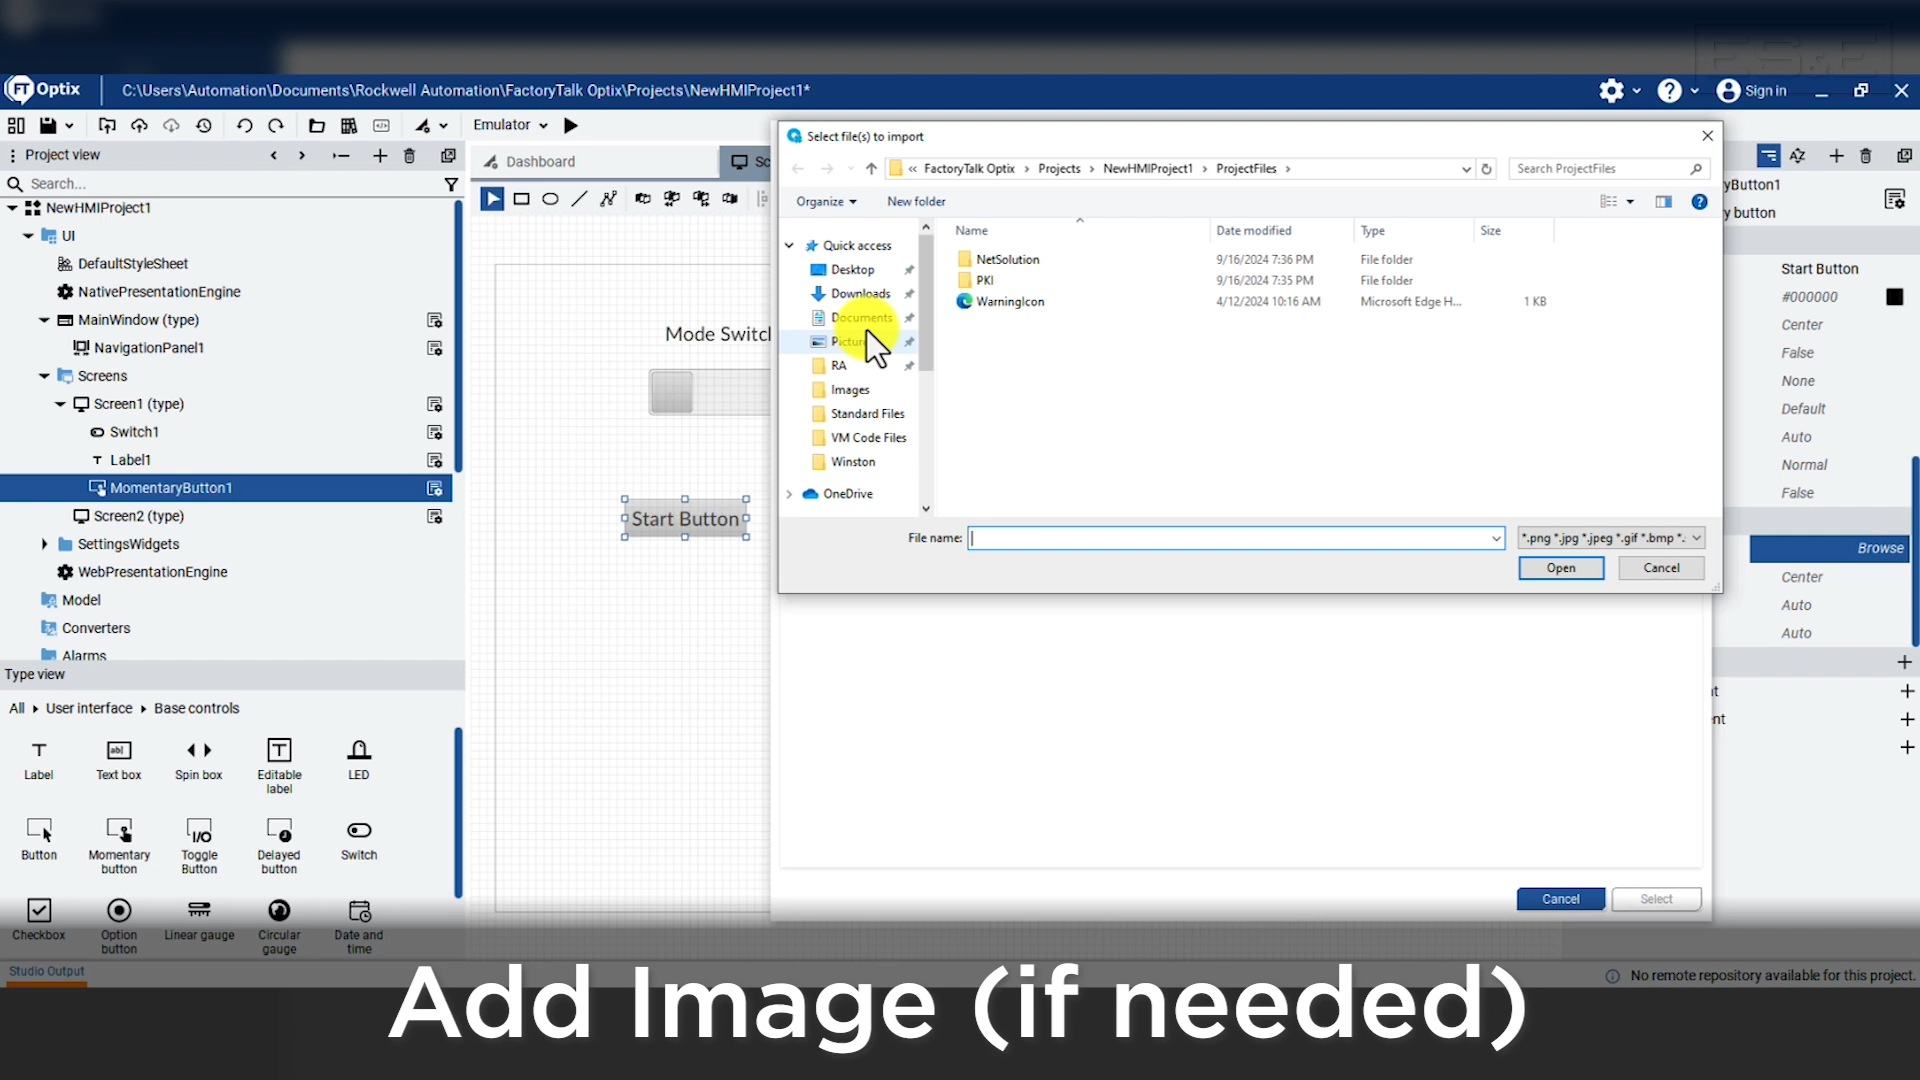 FT Optix
C:\Users\Automation\Documents\Rockwell Automation\FactoryTalk Optix\Projects\NewHMIProject1*
Sign in
Emulator
Project view
Search...
NewHMIProject1
UI
DefaultStyleSheet
NativePresentationEngine
MainWindow (type)
NavigationPanel1
Screens
Screen1 (type)
Switch1
Label1
MomentaryButton1
Screen2 (type)
SettingsWidgets
WebPresentationEngine
Model
Converters
Alarms
Type view
All User interface Base controls
Label
Text box
Spin box
Editable label
LED
Button
Momentary button
Toggle Button
Delayed button
Switch
Checkbox
Option button
Linear gauge
Circular gauge
Date and time
Studio Output
Dashboard
Sc
Mode Switch
Start Button
Select file(s) to import
« FactoryTalk Optix Projects NewHMIProject1 ProjectFiles
Search ProjectFiles
Organize
New folder
Quick access
Desktop
Downloads
Documents
RA
Images
Standard Files
VM Code Files
Winston
OneDrive
Name Date modified Type Size
NetSolution 9/16/2024 7:36 PM File folder
PKI 9/16/2024 7:35 PM File folder
WarningIcon 4/12/2024 10:16 AM Microsoft Edge H... 1 KB
File name:
*.png *.jpg *.jpeg *.gif *.bmp *.
Open
Cancel
yButton1
y button
Start Button
#000000
Center
False
None
Default
Auto
Normal
False
Browse
Center
Auto
Auto
Cancel
Select
No remote repository available for this project.
Add Image (if needed)